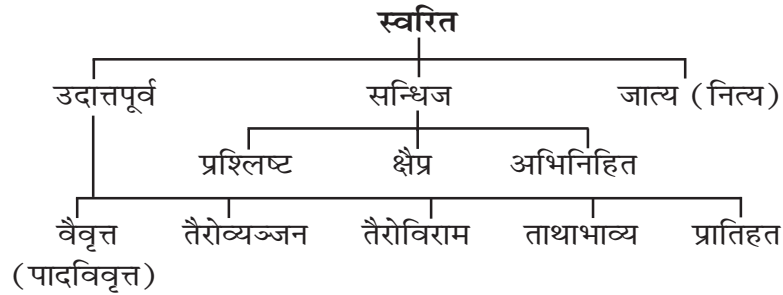 स्वरित
उदात्तपूर्व सन्धिज जात्य (नित्य)
प्रश्लिष्ट क्षैप्र अभिनिहित
वैवृत्त तैरोव्यञ्जन तैरोविराम ताथाभाव्य प्रातिहत
(पादविवृत्त)